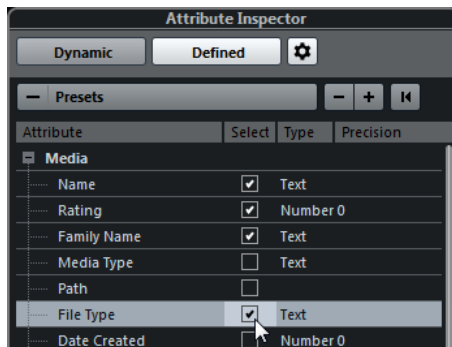 Attribute Inspector
Dynamic Defined
Presets
Attribute Select Type Precision
Media
Name Text
Rating Number 0
Family Name Text
Media Type Text
Path
File Type Text
Date Created Number 0